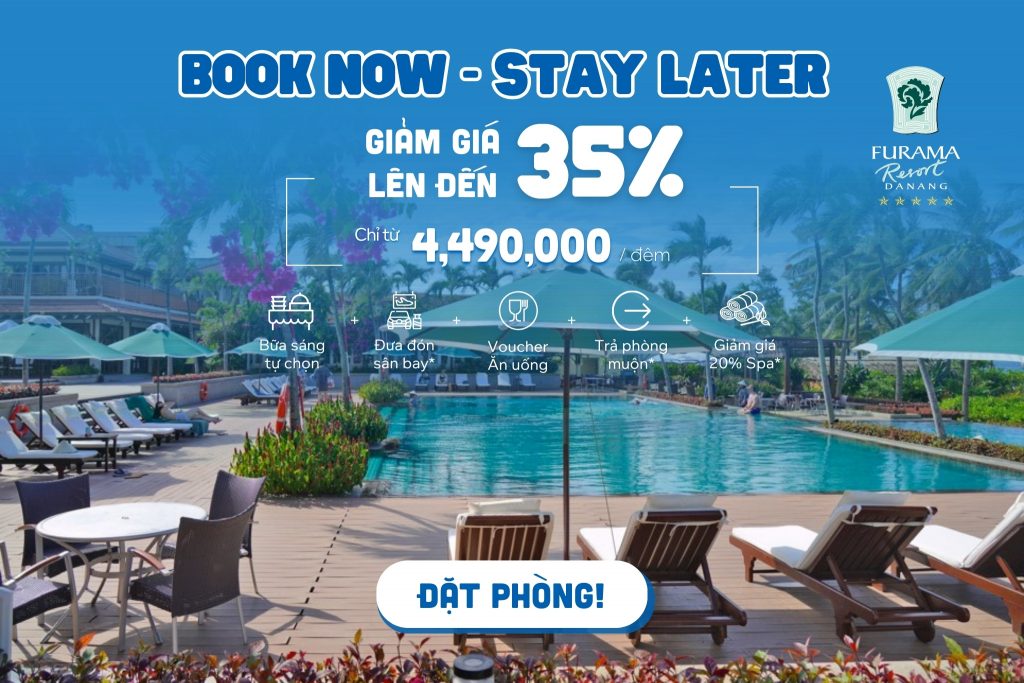 BOOK NOW - STAY LATER
GIẢM GIÁ
LÊN ĐẾN
35%
FURAMA
Resort
DANANG
Chỉ từ 4,490,000 / đêm
Bữa sáng
tự chọn
+
Đưa đón
sân bay*
+
Voucher
Ăn uống
+
Trả phòng
muộn*
+
Giảm giá
20% Spa*
ĐẶT PHÒNG!